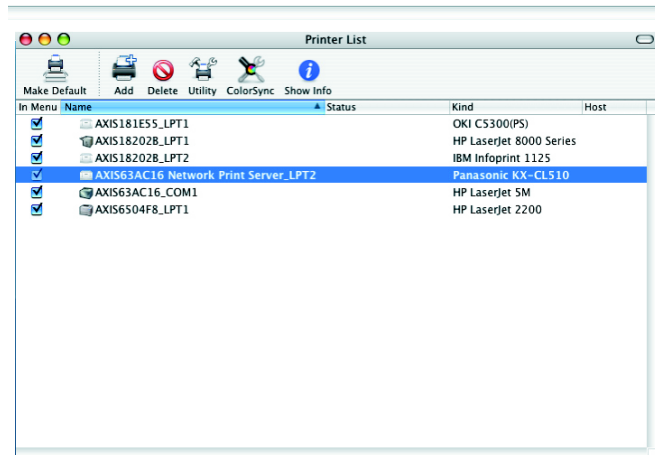 Printer List
Make Default Add Delete Utility ColorSync Show Info
In Menu Name Status Kind Host
AXIS181E55_LPT1 OKI C5300(PS)
AXIS18202B_LPT1 HP LaserJet 8000 Series
AXIS18202B_LPT2 IBM Infoprint 1125
AXIS63AC16 Network Print Server_LPT2 Panasonic KX-CL510
AXIS63AC16_COM1 HP LaserJet 5M
AXIS6504F8_LPT1 HP LaserJet 2200